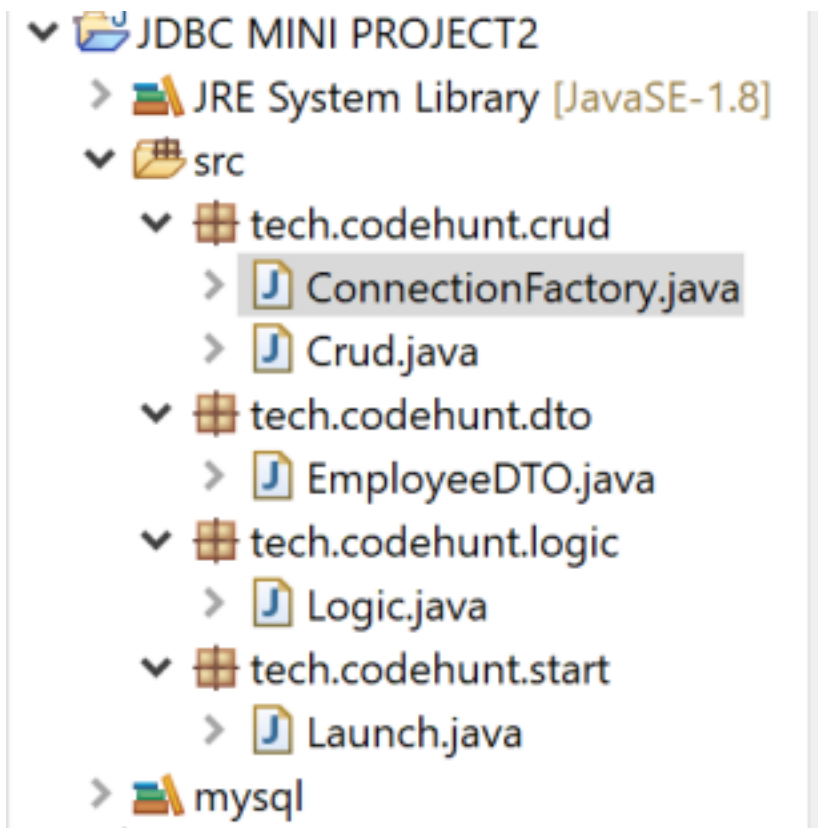 JDBC MINI PROJECT2
JRE System Library [JavaSE-1.8]
src
tech.codehunt.crud
ConnectionFactory.java
Crud.java
tech.codehunt.dto
EmployeeDTO.java
tech.codehunt.logic
Logic.java
tech.codehunt.start
Launch.java
mysql